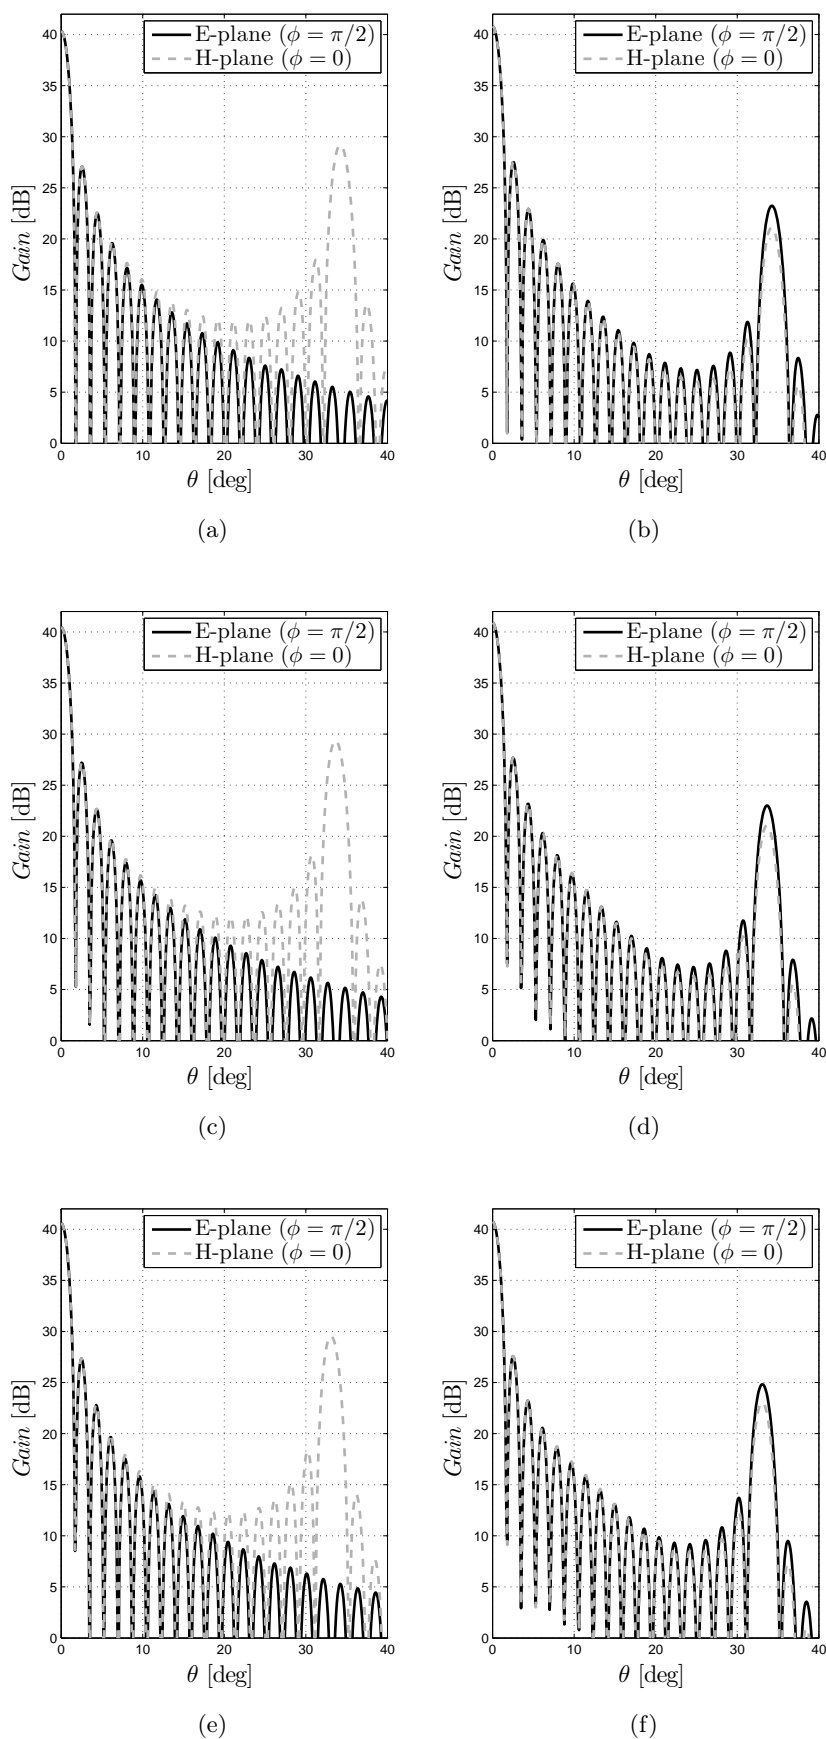 40
35
30
25
20
15
10
5
0
Gain [dB]
E-plane (ϕ = π/2)
H-plane (ϕ = 0)
0 10 20 30 40
θ [deg]
(a)
40
35
30
25
20
15
10
5
0
Gain [dB]
E-plane (ϕ = π/2)
H-plane (ϕ = 0)
0 10 20 30 40
θ [deg]
(b)
40
35
30
25
20
15
10
5
0
Gain [dB]
E-plane (ϕ = π/2)
H-plane (ϕ = 0)
0 10 20 30 40
θ [deg]
(c)
40
35
30
25
20
15
10
5
0
Gain [dB]
E-plane (ϕ = π/2)
H-plane (ϕ = 0)
0 10 20 30 40
θ [deg]
(d)
40
35
30
25
20
15
10
5
0
Gain [dB]
E-plane (ϕ = π/2)
H-plane (ϕ = 0)
0 10 20 30 40
θ [deg]
(e)
40
35
30
25
20
15
10
5
0
Gain [dB]
E-plane (ϕ = π/2)
H-plane (ϕ = 0)
0 10 20 30 40
θ [deg]
(f)